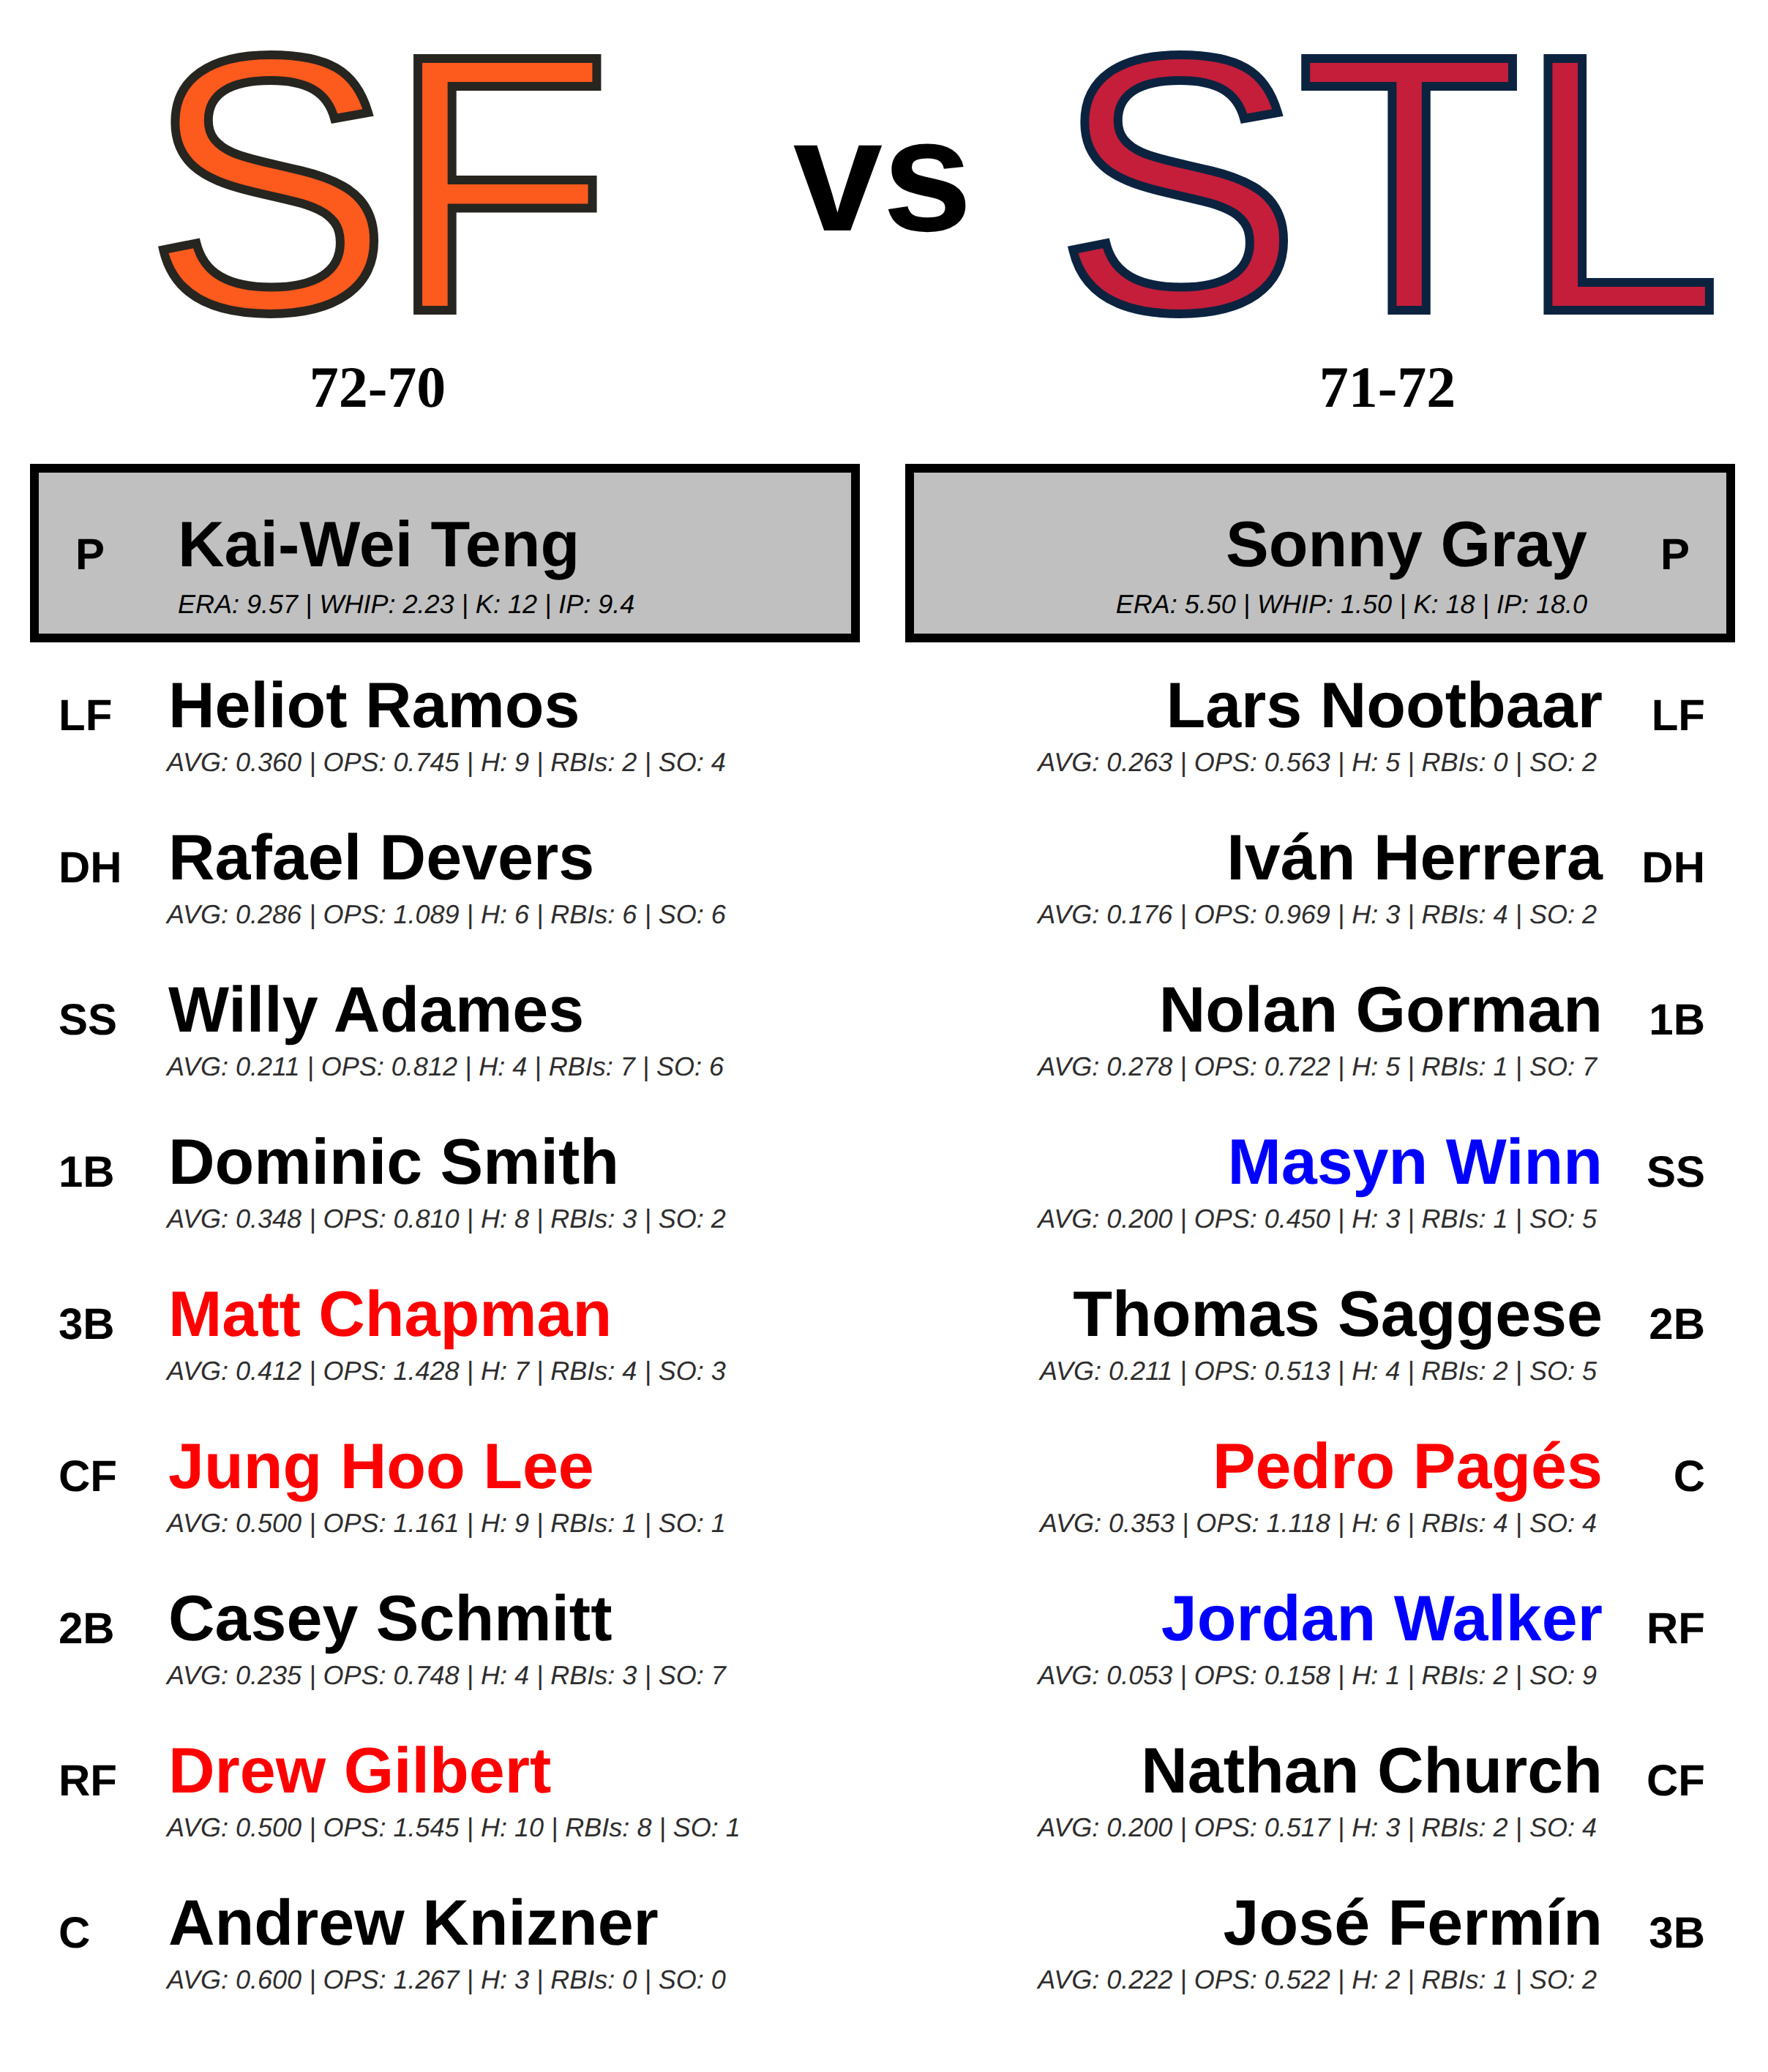 SF vs STL
72-70 71-72
P Kai-Wei Teng
ERA: 9.57 | WHIP: 2.23 | K: 12 | IP: 9.4
Sonny Gray P
ERA: 5.50 | WHIP: 1.50 | K: 18 | IP: 18.0
LF Heliot Ramos
AVG: 0.360 | OPS: 0.745 | H: 9 | RBIs: 2 | SO: 4
Lars Nootbaar LF
AVG: 0.263 | OPS: 0.563 | H: 5 | RBIs: 0 | SO: 2
DH Rafael Devers
AVG: 0.286 | OPS: 1.089 | H: 6 | RBIs: 6 | SO: 6
Iván Herrera DH
AVG: 0.176 | OPS: 0.969 | H: 3 | RBIs: 4 | SO: 2
SS Willy Adames
AVG: 0.211 | OPS: 0.812 | H: 4 | RBIs: 7 | SO: 6
Nolan Gorman 1B
AVG: 0.278 | OPS: 0.722 | H: 5 | RBIs: 1 | SO: 7
1B Dominic Smith
AVG: 0.348 | OPS: 0.810 | H: 8 | RBIs: 3 | SO: 2
Masyn Winn SS
AVG: 0.200 | OPS: 0.450 | H: 3 | RBIs: 1 | SO: 5
3B Matt Chapman
AVG: 0.412 | OPS: 1.428 | H: 7 | RBIs: 4 | SO: 3
Thomas Saggese 2B
AVG: 0.211 | OPS: 0.513 | H: 4 | RBIs: 2 | SO: 5
CF Jung Hoo Lee
AVG: 0.500 | OPS: 1.161 | H: 9 | RBIs: 1 | SO: 1
Pedro Pagés C
AVG: 0.353 | OPS: 1.118 | H: 6 | RBIs: 4 | SO: 4
2B Casey Schmitt
AVG: 0.235 | OPS: 0.748 | H: 4 | RBIs: 3 | SO: 7
Jordan Walker RF
AVG: 0.053 | OPS: 0.158 | H: 1 | RBIs: 2 | SO: 9
RF Drew Gilbert
AVG: 0.500 | OPS: 1.545 | H: 10 | RBIs: 8 | SO: 1
Nathan Church CF
AVG: 0.200 | OPS: 0.517 | H: 3 | RBIs: 2 | SO: 4
C Andrew Knizner
AVG: 0.600 | OPS: 1.267 | H: 3 | RBIs: 0 | SO: 0
José Fermín 3B
AVG: 0.222 | OPS: 0.522 | H: 2 | RBIs: 1 | SO: 2